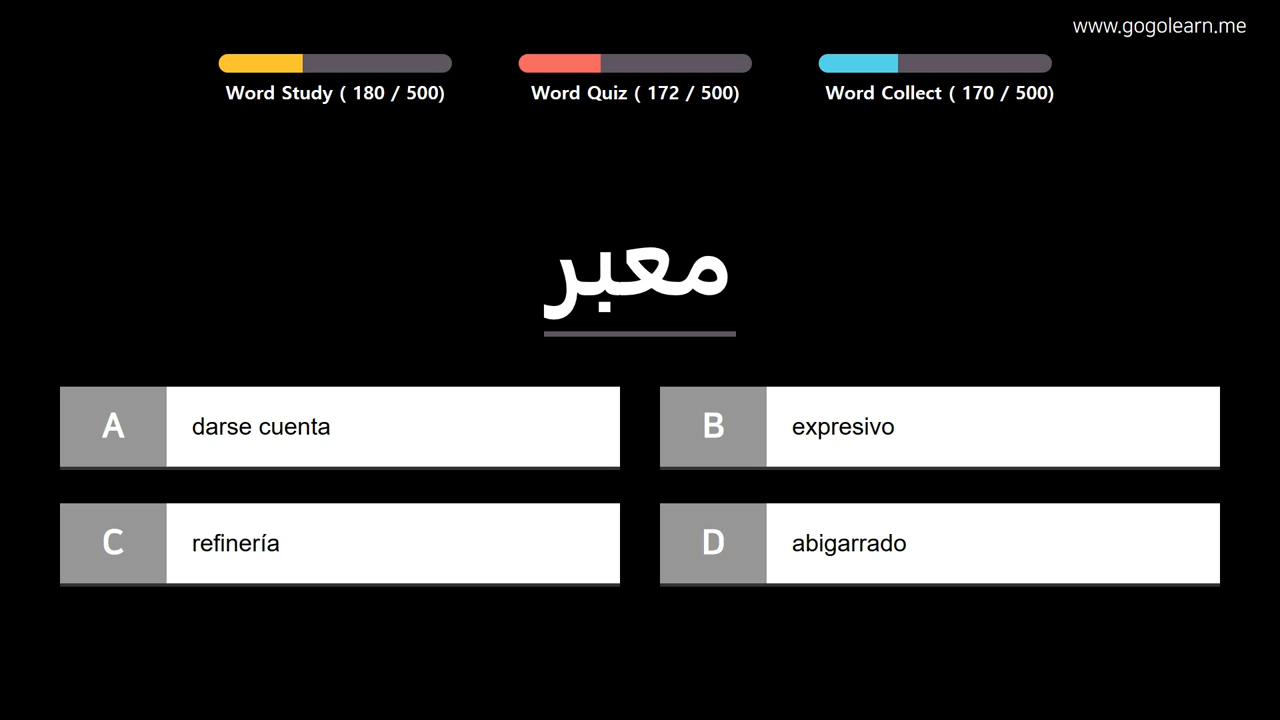 www.gogolearn.me
Word Study ( 180 / 500)
Word Quiz ( 172 / 500)
Word Collect ( 170 / 500)
معبر
A
darse cuenta
B
expresivo
C
refinería
D
abigarrado